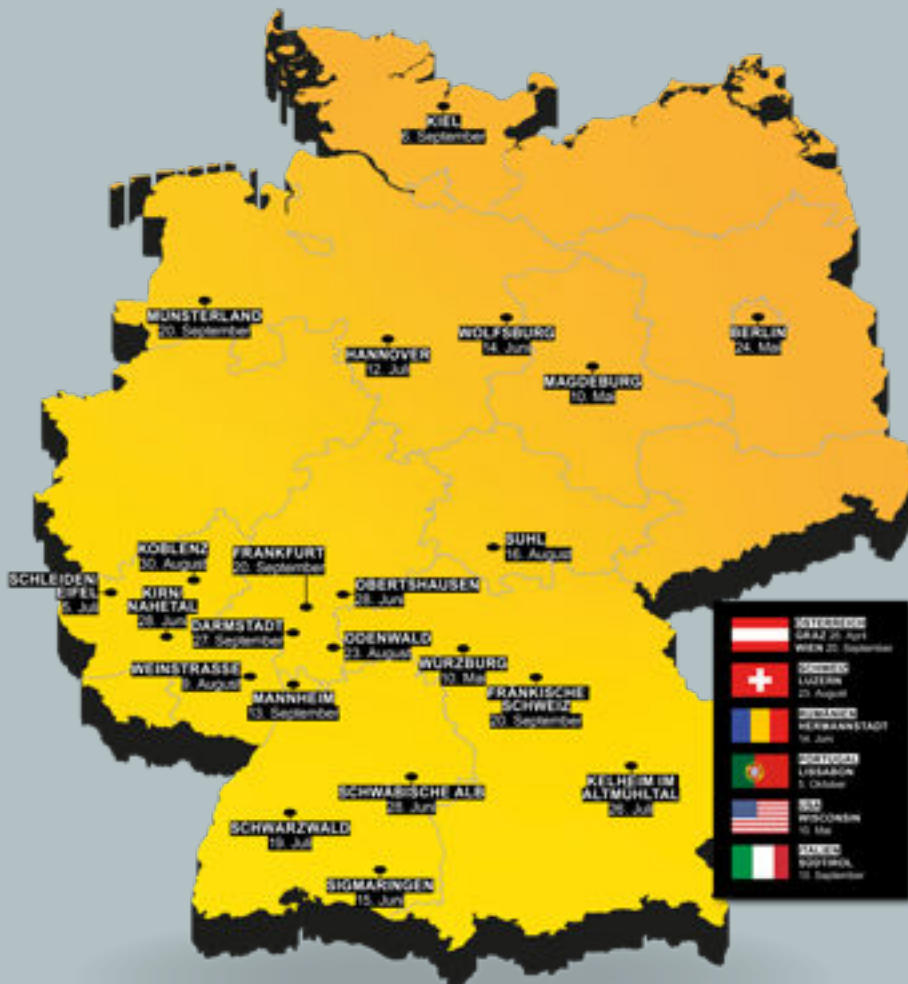 KIEL
6. September
MÜNSTERLAND
20. September
HANNOVER
12. Juli
WOLFSBURG
14. Juni
MAGDEBURG
10. Mai
BERLIN
24. Mai
KOBLENZ
30. August
FRANKFURT
20. September
SUHL
16. August
SCHLEIDEN/
EIFEL
5. Juli
KIRN/
NAHETAL
28. Juni
OBERTSHAUSEN
28. Juni
DARMSTADT
27. September
ODENWALD
23. August
WEINSTRASSE
9. August
MANNHEIM
13. September
WÜRZBURG
10. Mai
FRÄNKISCHE
SCHWEIZ
20. September
SCHWÄBISCHE ALB
28. Juni
KELHEIM IM
ALTMÜHLTAL
26. Juli
SCHWARZWALD
19. Juli
SIGMARINGEN
15. Juni
ÖSTERREICH
GRAZ 26. April
WIEN 20. September
SCHWEIZ
LUZERN
23. August
RUMÄNIEN
HERMANNSTADT
14. Juni
PORTUGAL
LISSABON
5. Oktober
USA
WISCONSIN
Mai
ITALIEN
SÜDTIROL
September